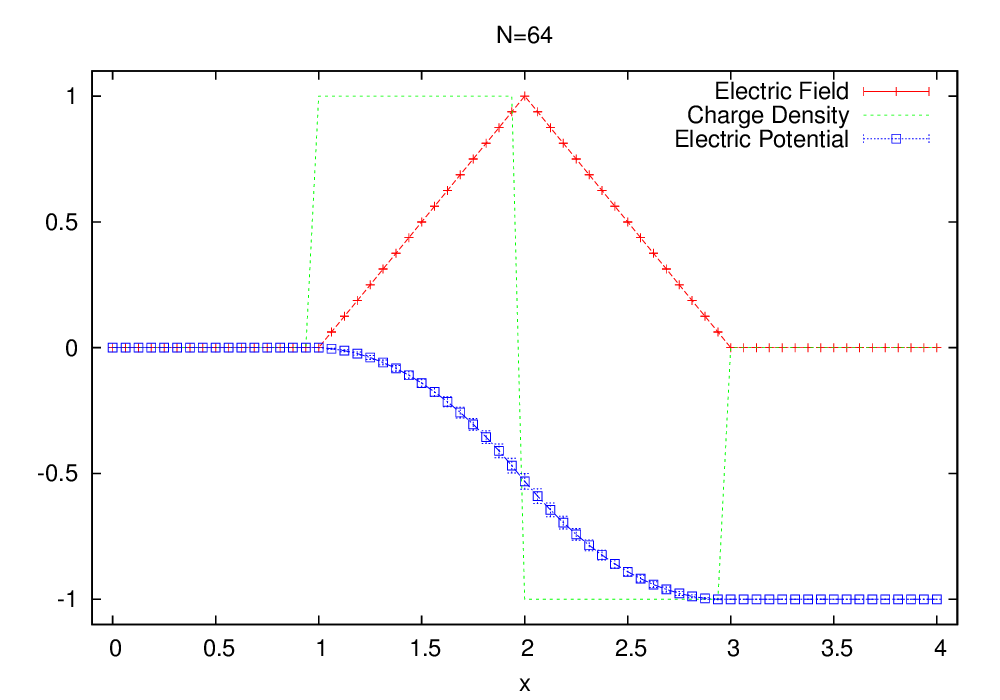 N=64
Electric Field
Charge Density
Electric Potential
1
0.5
0
-0.5
-1
0 0.5 1 1.5 2 2.5 3 3.5 4
x